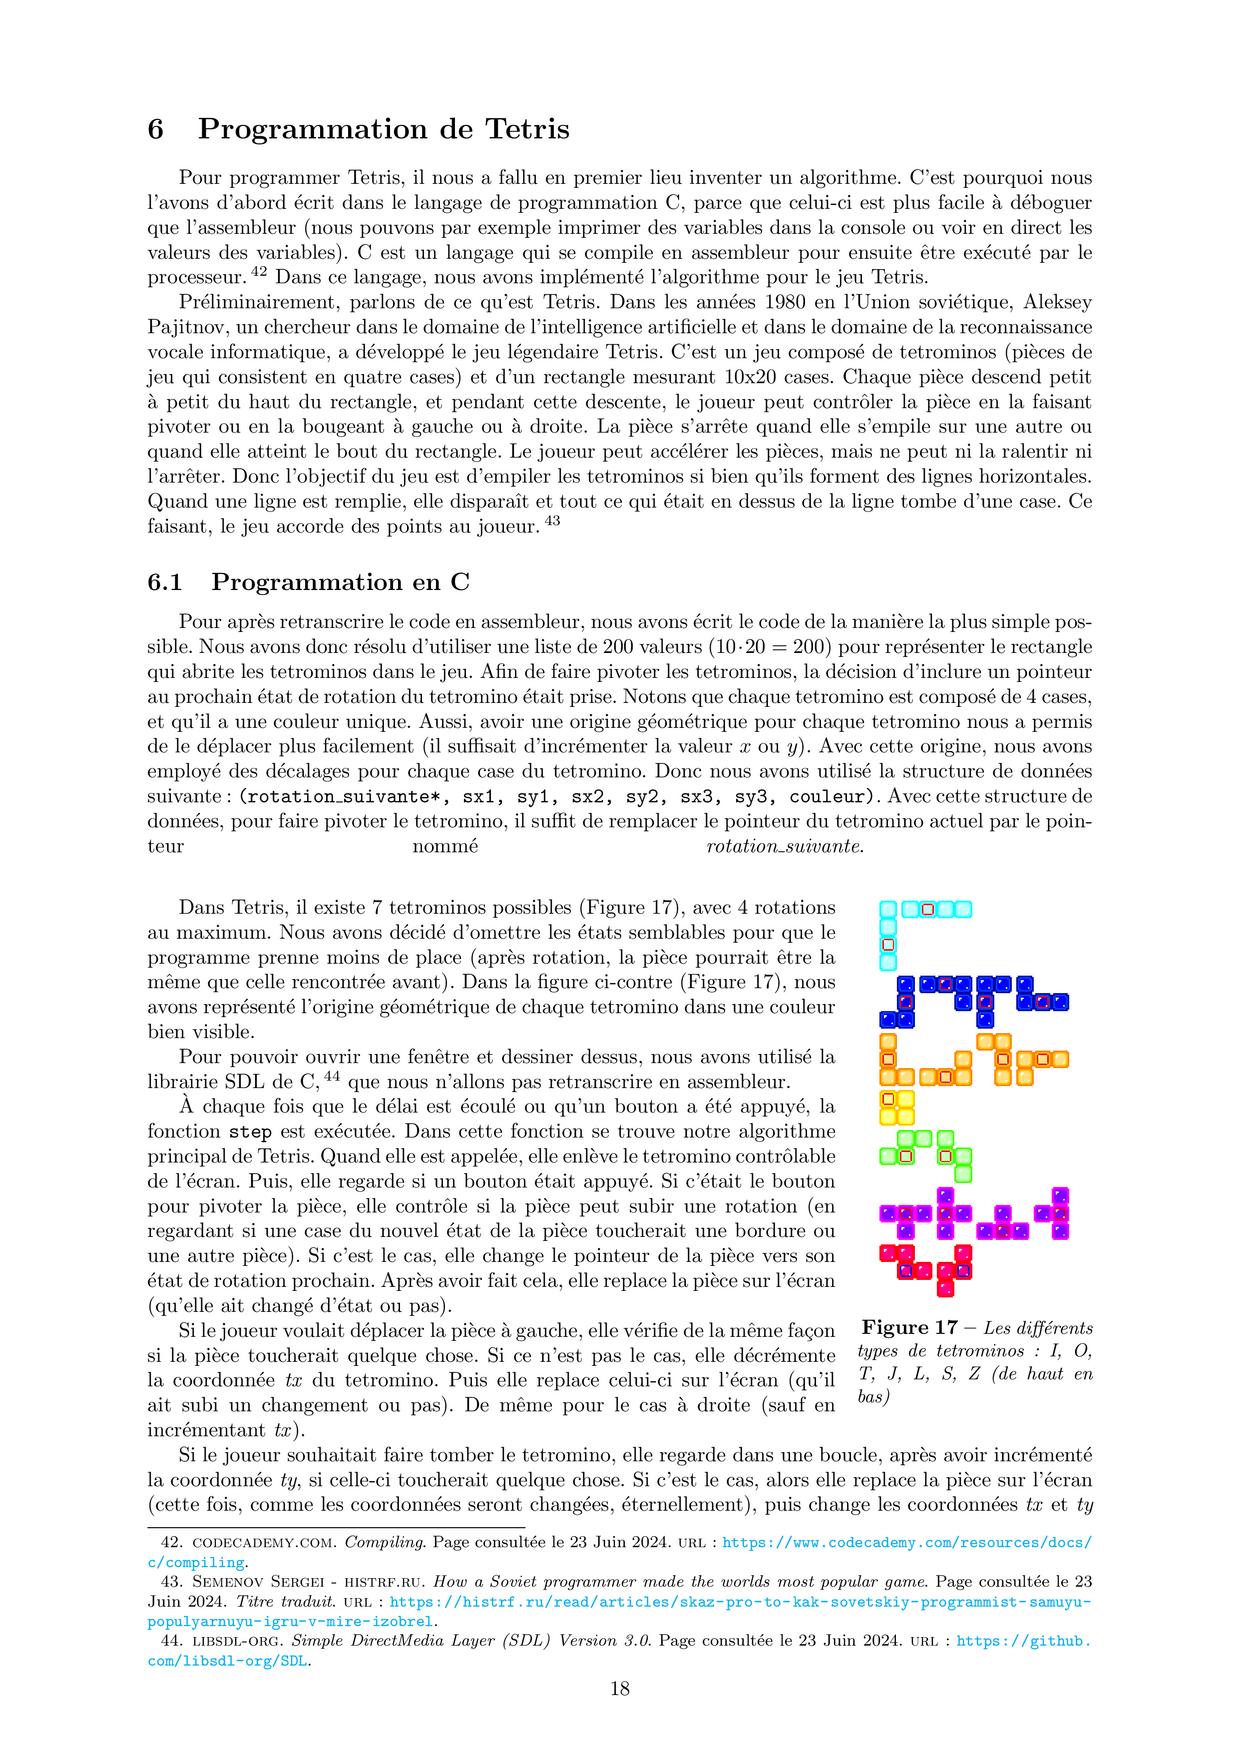 6 Programmation de Tetris
Pour programmer Tetris, il nous a fallu en premier lieu inventer un algorithme. C'est pourquoi nous
l'avons d'abord écrit dans le langage de programmation C, parce que celui-ci est plus facile à déboguer
que l'assembleur (nous pouvons par exemple imprimer des variables dans la console ou voir en direct les
valeurs des variables). C est un langage qui se compile en assembleur pour ensuite être exécuté par le
processeur. 42 Dans ce langage, nous avons implémenté l'algorithme pour le jeu Tetris.
Préliminairement, parlons de ce qu'est Tetris. Dans les années 1980 en l'Union soviétique, Aleksey
Pajitnov, un chercheur dans le domaine de l'intelligence artificielle et dans le domaine de la reconnaissance
vocale informatique, a développé le jeu légendaire Tetris. C'est un jeu composé de tetrominos (pièces de
jeu qui consistent en quatre cases) et d'un rectangle mesurant 10x20 cases. Chaque pièce descend petit
à petit du haut du rectangle, et pendant cette descente, le joueur peut contrôler la pièce en la faisant
pivoter ou en la bougeant à gauche ou à droite. La pièce s'arrête quand elle s'empile sur une autre ou
quand elle atteint le bout du rectangle. Le joueur peut accélérer les pièces, mais ne peut ni la ralentir ni
l'arrêter. Donc l'objectif du jeu est d'empiler les tetrominos si bien qu'ils forment des lignes horizontales.
Quand une ligne est remplie, elle disparaît et tout ce qui était en dessus de la ligne tombe d'une case. Ce
faisant, le jeu accorde des points au joueur. 43
6.1 Programmation en C
Pour après retranscrire le code en assembleur, nous avons écrit le code de la manière la plus simple pos-
sible. Nous avons donc résolu d'utiliser une liste de 200 valeurs (10·20 = 200) pour représenter le rectangle
qui abrite les tetrominos dans le jeu. Afin de faire pivoter les tetrominos, la décision d'inclure un pointeur
au prochain état de rotation du tetromino était prise. Notons que chaque tetromino est composé de 4 cases,
et qu'il a une couleur unique. Aussi, avoir une origine géométrique pour chaque tetromino nous a permis
de le déplacer plus facilement (il suffisait d'incrémenter la valeur x ou y). Avec cette origine, nous avons
employé des décalages pour chaque case du tetromino. Donc nous avons utilisé la structure de données
suivante : (rotation_suivante*, sx1, sy1, sx2, sy2, sx3, sy3, couleur). Avec cette structure de
données, pour faire pivoter le tetromino, il suffit de remplacer le pointeur du tetromino actuel par le poin-
teur nommé rotation_suivante.
Dans Tetris, il existe 7 tetrominos possibles (Figure 17), avec 4 rotations
au maximum. Nous avons décidé d'omettre les états semblables pour que le
programme prenne moins de place (après rotation, la pièce pourrait être la
même que celle rencontrée avant). Dans la figure ci-contre (Figure 17), nous
avons représenté l'origine géométrique de chaque tetromino dans une couleur
bien visible.
Pour pouvoir ouvrir une fenêtre et dessiner dessus, nous avons utilisé la
librairie SDL de C, 44 que nous n'allons pas retranscrire en assembleur.
À chaque fois que le délai est écoulé ou qu'un bouton a été appuyé, la
fonction step est exécutée. Dans cette fonction se trouve notre algorithme
principal de Tetris. Quand elle est appelée, elle enlève le tetromino contrôlable
de l'écran. Puis, elle regarde si un bouton était appuyé. Si c'était le bouton
pour pivoter la pièce, elle contrôle si la pièce peut subir une rotation (en
regardant si une case du nouvel état de la pièce toucherait une bordure ou
une autre pièce). Si c'est le cas, elle change le pointeur de la pièce vers son
état de rotation prochain. Après avoir fait cela, elle replace la pièce sur l'écran
(qu'elle ait changé d'état ou pas).
Si le joueur voulait déplacer la pièce à gauche, elle vérifie de la même façon
si la pièce toucherait quelque chose. Si ce n'est pas le cas, elle décrémente
la coordonnée tx du tetromino. Puis elle replace celui-ci sur l'écran (qu'il
ait subi un changement ou pas). De même pour le cas à droite (sauf en
incrémentant tx).
Figure 17 – Les différents
types de tetrominos : I, O,
T, J, L, S, Z (de haut en
bas)
Si le joueur souhaitait faire tomber le tetromino, elle regarde dans une boucle, après avoir incrémenté
la coordonnée ty, si celle-ci toucherait quelque chose. Si c'est le cas, alors elle replace la pièce sur l'écran
(cette fois, comme les coordonnées seront changées, éternellement), puis change les coordonnées tx et ty
42. CODECADEMY.COM. Compiling. Page consultée le 23 Juin 2024. URL : https://www.codecademy.com/resources/docs/
c/compiling.
43. SEMENOV SERGEI - HISTRF.RU. How a Soviet programmer made the worlds most popular game. Page consultée le 23
Juin 2024. Titre traduit. URL : https://histrf.ru/read/articles/skaz-pro-to-kak-sovetskiy-programmist-samuyu-
populyarnuyu-igru-v-mire-izobrel.
44. LIBSDL-ORG. Simple DirectMedia Layer (SDL) Version 3.0. Page consultée le 23 Juin 2024. URL : https://github.
com/libsdl-org/SDL.
18